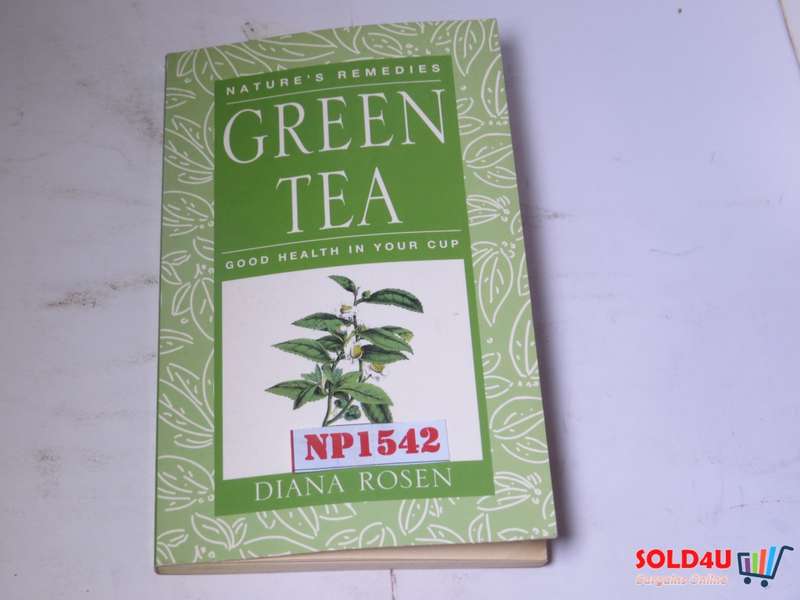 NATURE'S REMEDIES
GREEN
TEA
GOOD HEALTH IN YOUR CUP
NP1542
DIANA ROSEN
SOLD4U
Bargains Online